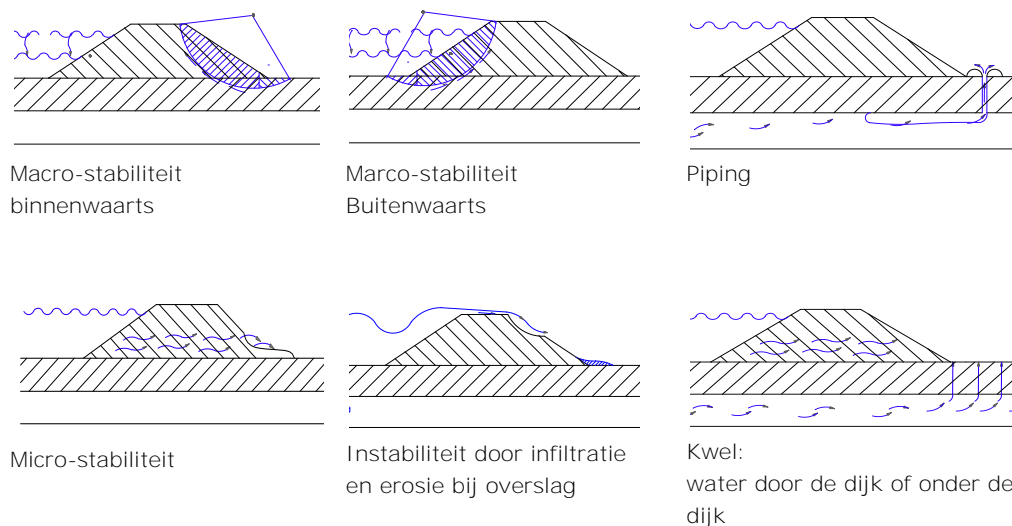 Macro-stabiliteit
binnenwaarts
Marco-stabiliteit
Buitenwaarts
Piping
Micro-stabiliteit
Instabiliteit door infiltratie
en erosie bij overslag
Kwel:
water door de dijk of onder de
dijk